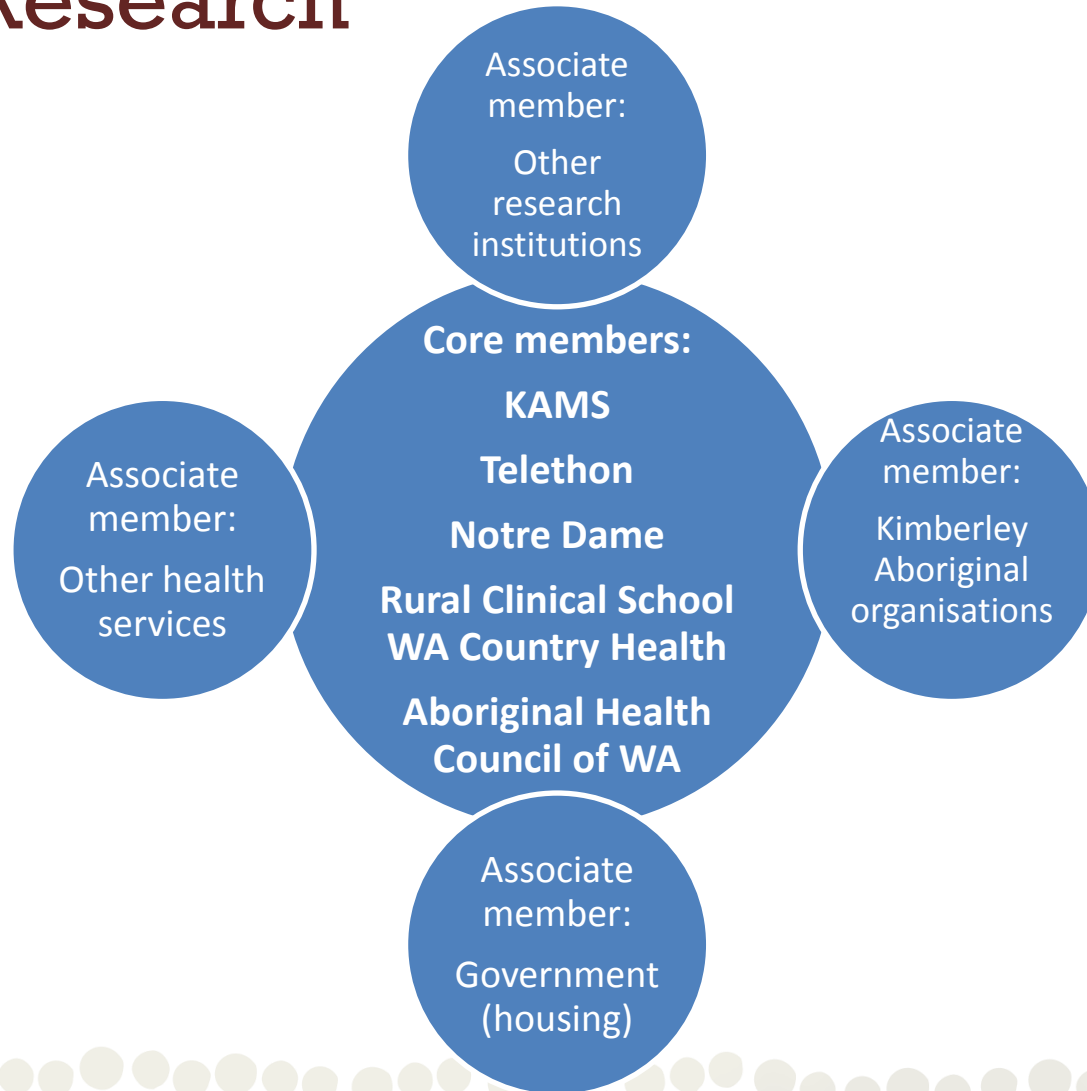 Research
Associate
member:
Other
research
institutions
Core members:
KAMS
Telethon
Notre Dame
Rural Clinical School
WA Country Health
Aboriginal Health
Council of WA
Associate
member:
Other health
services
Associate
member:
Kimberley
Aboriginal
organisations
Associate
member:
Government
(housing)